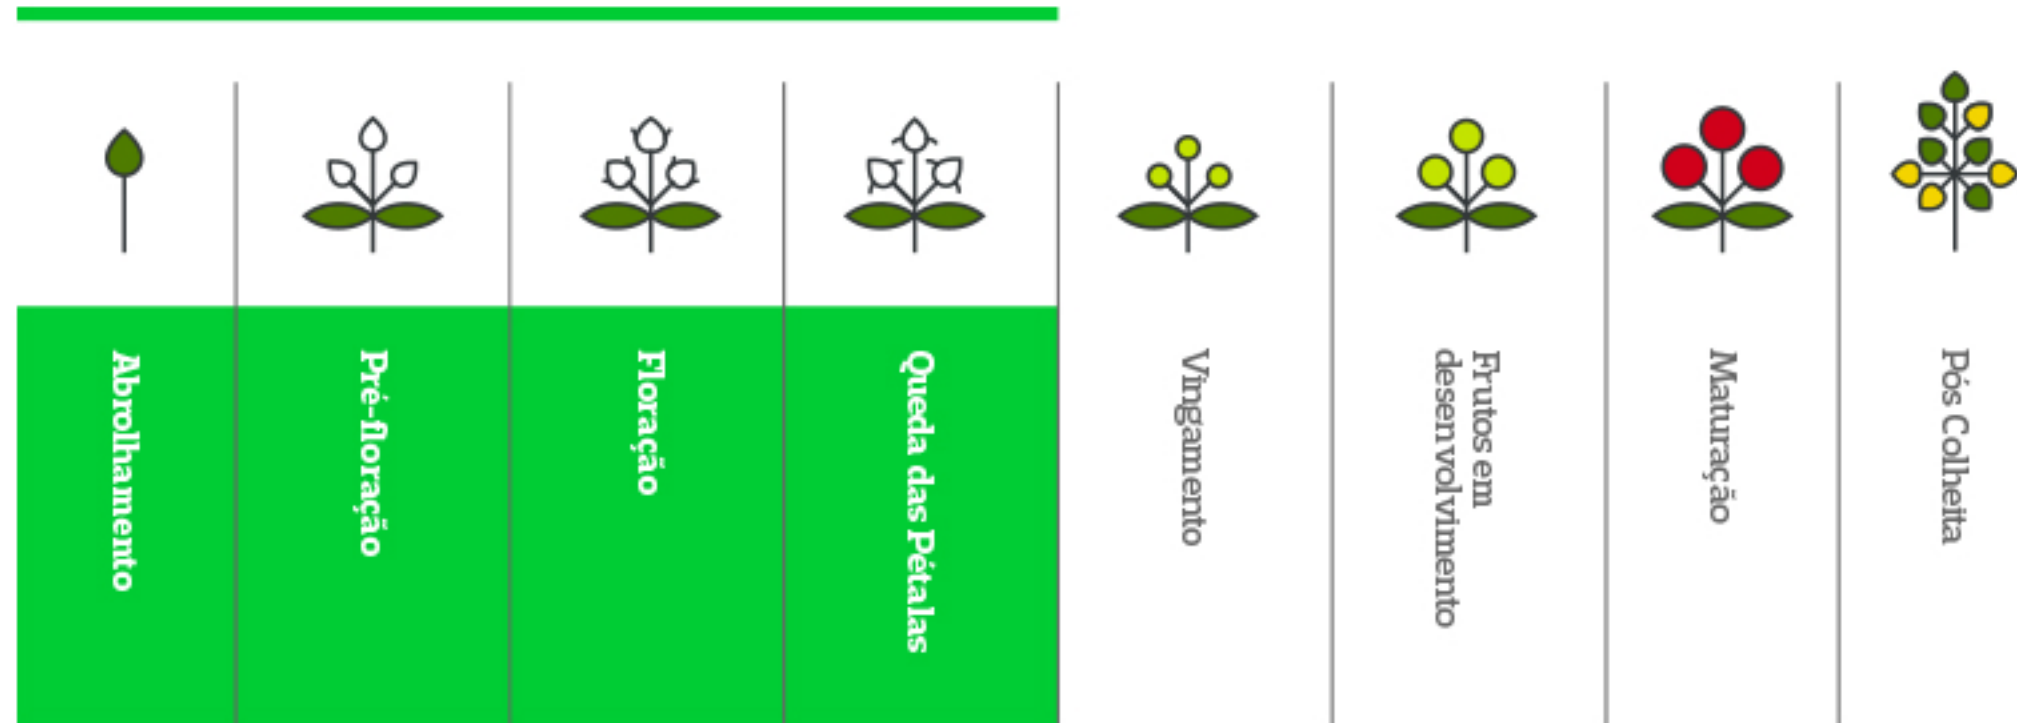 Abrolhamento
Pré-floração
Floração
Queda das Pétalas
Vingamento
Frutos em
desenvolvimento
Maturação
Pós Colheita